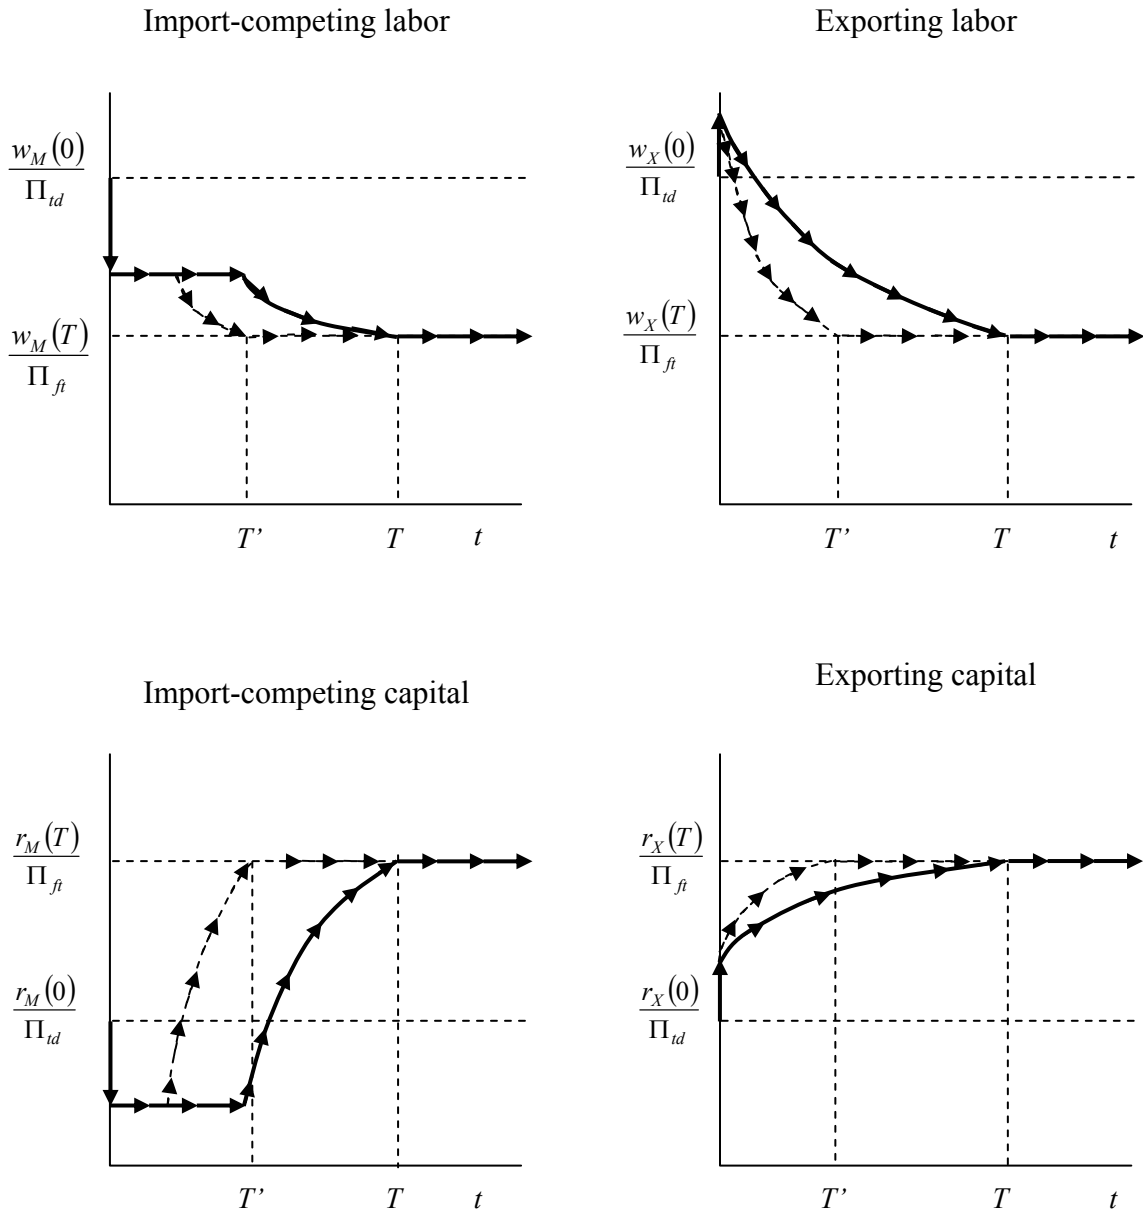 Import-competing labor
Exporting labor
w_M(0)
Π_td
w_M(T)
Π_ft
T’ T t
w_X(0)
Π_td
w_X(T)
Π_ft
T’ T t
Import-competing capital
Exporting capital
r_M(T)
Π_ft
r_M(0)
Π_td
T’ T t
r_X(T)
Π_ft
r_X(0)
Π_td
T’ T t